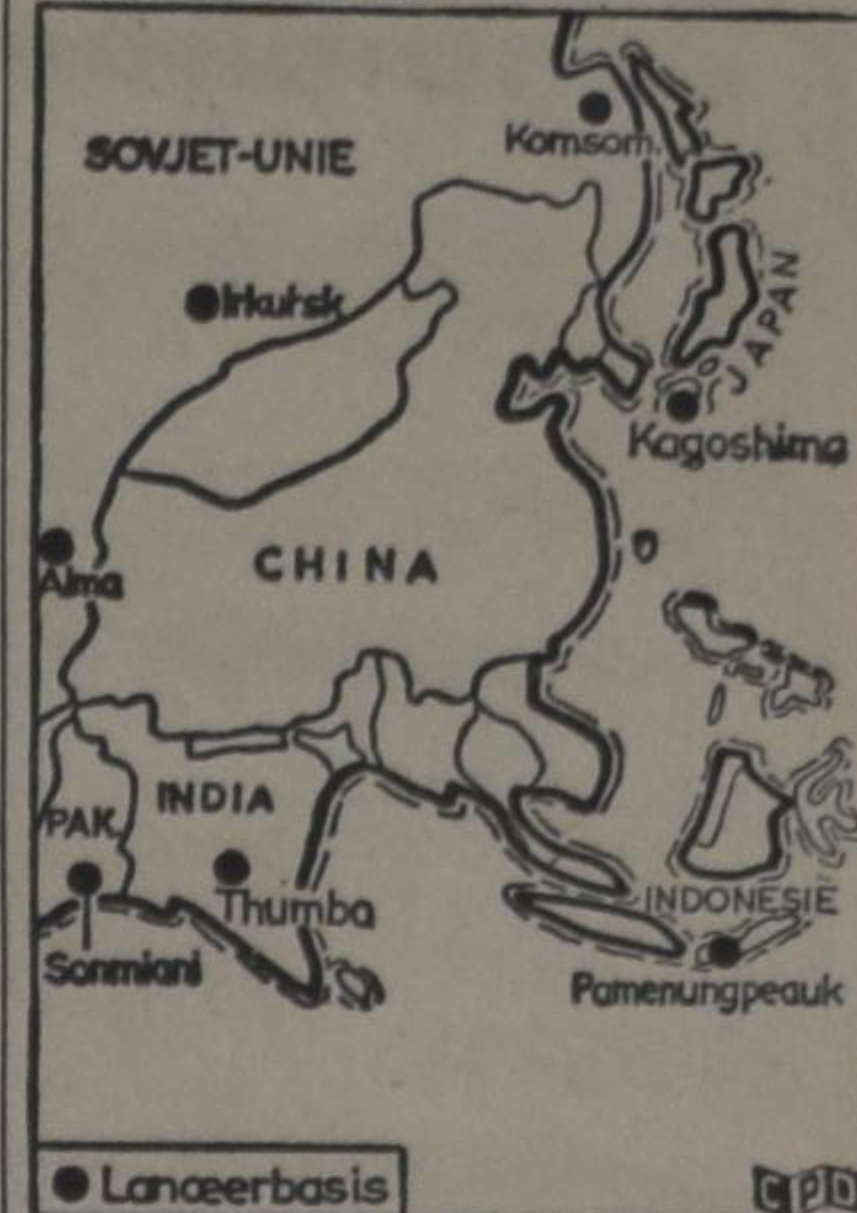 SOVJET-UNIE
Komsom.
Irkutsk
JAPAN
Kagoshima
CHINA
Alma
INDIA
PAK.
Thumba
INDONESIE
Sonmiani
Pamenungpeauk
Lanceerbasis
CPD